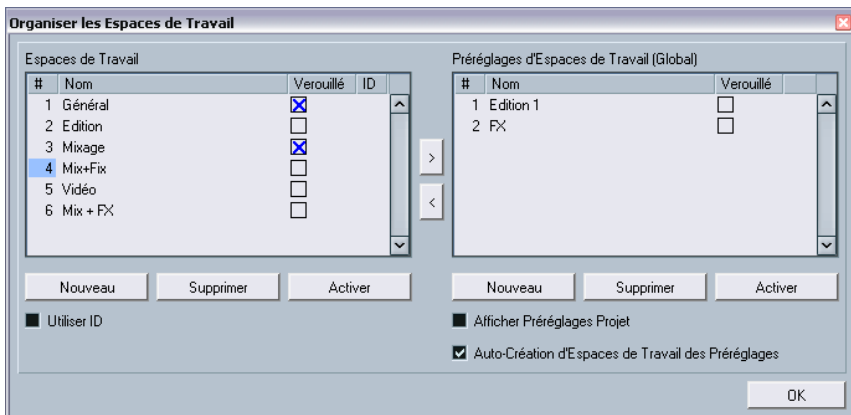 Organiser les Espaces de Travail
Espaces de Travail
# Nom Verouillé ID
1 Général
2 Edition
3 Mixage
4 Mix+Fix
5 Vidéo
6 Mix + FX
Nouveau Supprimer Activer
Utiliser ID
>
<
Préréglages d'Espaces de Travail (Global)
# Nom Verouillé
1 Edition 1
2 FX
Nouveau Supprimer Activer
Afficher Préréglages Projet
Auto-Création d'Espaces de Travail des Préréglages
OK